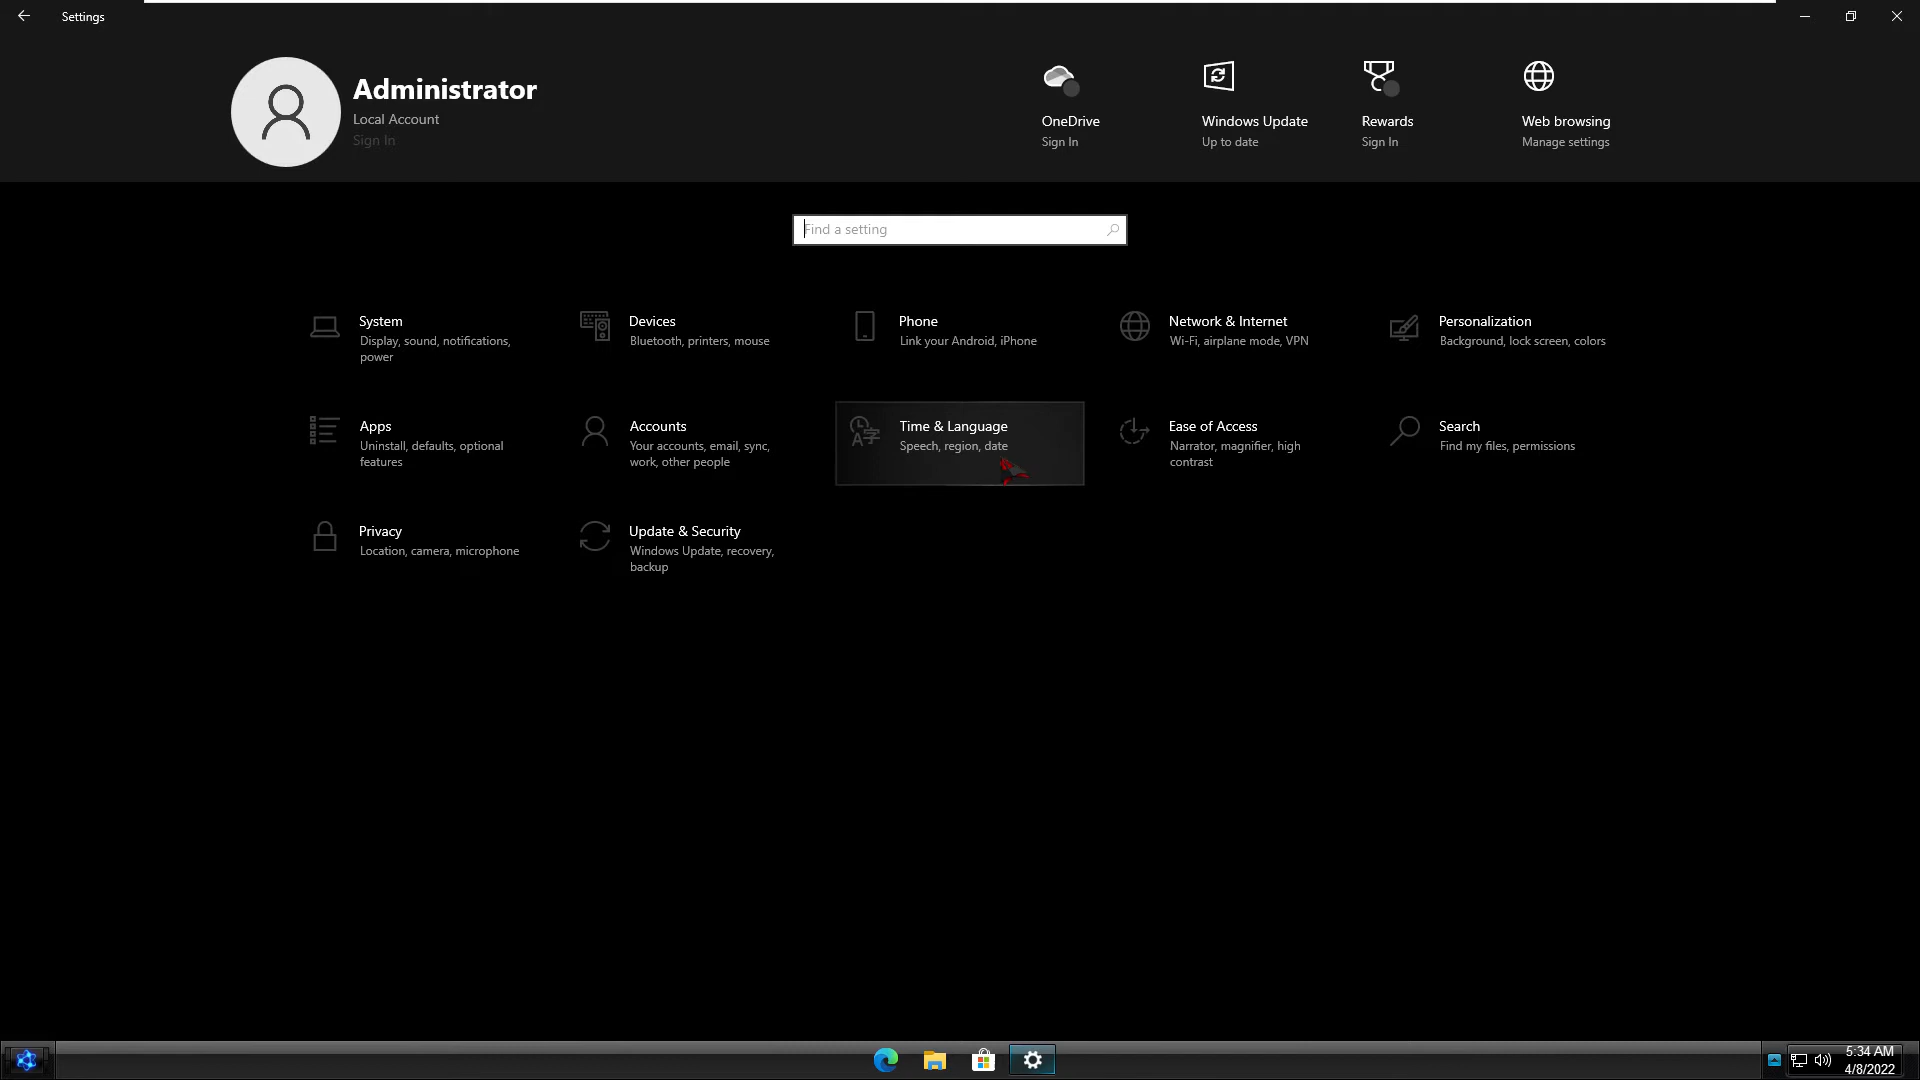 Settings
Administrator
Local Account
Sign In
OneDrive
Sign In
Windows Update
Up to date
Rewards
Sign In
Web browsing
Manage settings
Find a setting
System
Display, sound, notifications,
power
Devices
Bluetooth, printers, mouse
Phone
Link your Android, iPhone
Network & Internet
Wi-Fi, airplane mode, VPN
Personalization
Background, lock screen, colors
Apps
Uninstall, defaults, optional
features
Accounts
Your accounts, email, sync,
work, other people
Time & Language
Speech, region, date
Ease of Access
Narrator, magnifier, high
contrast
Search
Find my files, permissions
Privacy
Location, camera, microphone
Update & Security
Windows Update, recovery,
backup
5:34 AM
4/8/2022